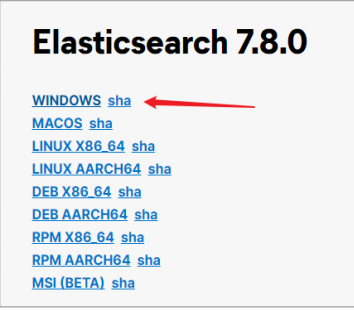 Elasticsearch 7.8.0
WINDOWS sha
MACOS sha
LINUX X86_64 sha
LINUX AARCH64 sha
DEB X86_64 sha
DEB AARCH64 sha
RPM X86_64 sha
RPM AARCH64 sha
MSI (BETA) sha